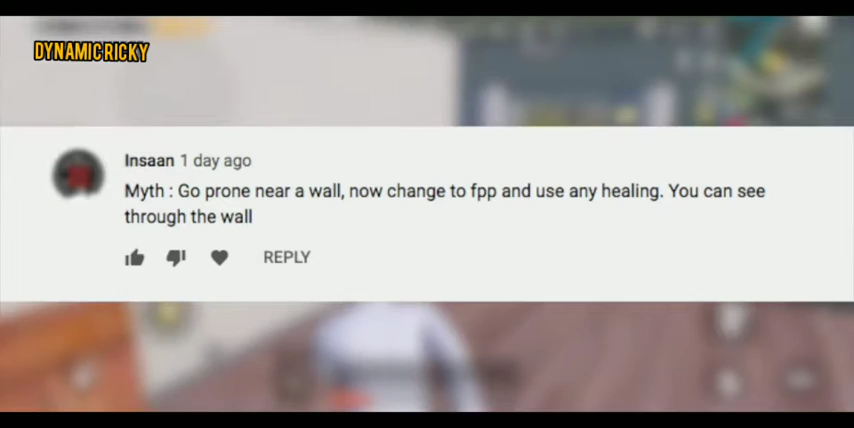 DYNAMICRICKY
Insaan 1 day ago
Myth : Go prone near a wall, now change to fpp and use any healing. You can see
through the wall
REPLY